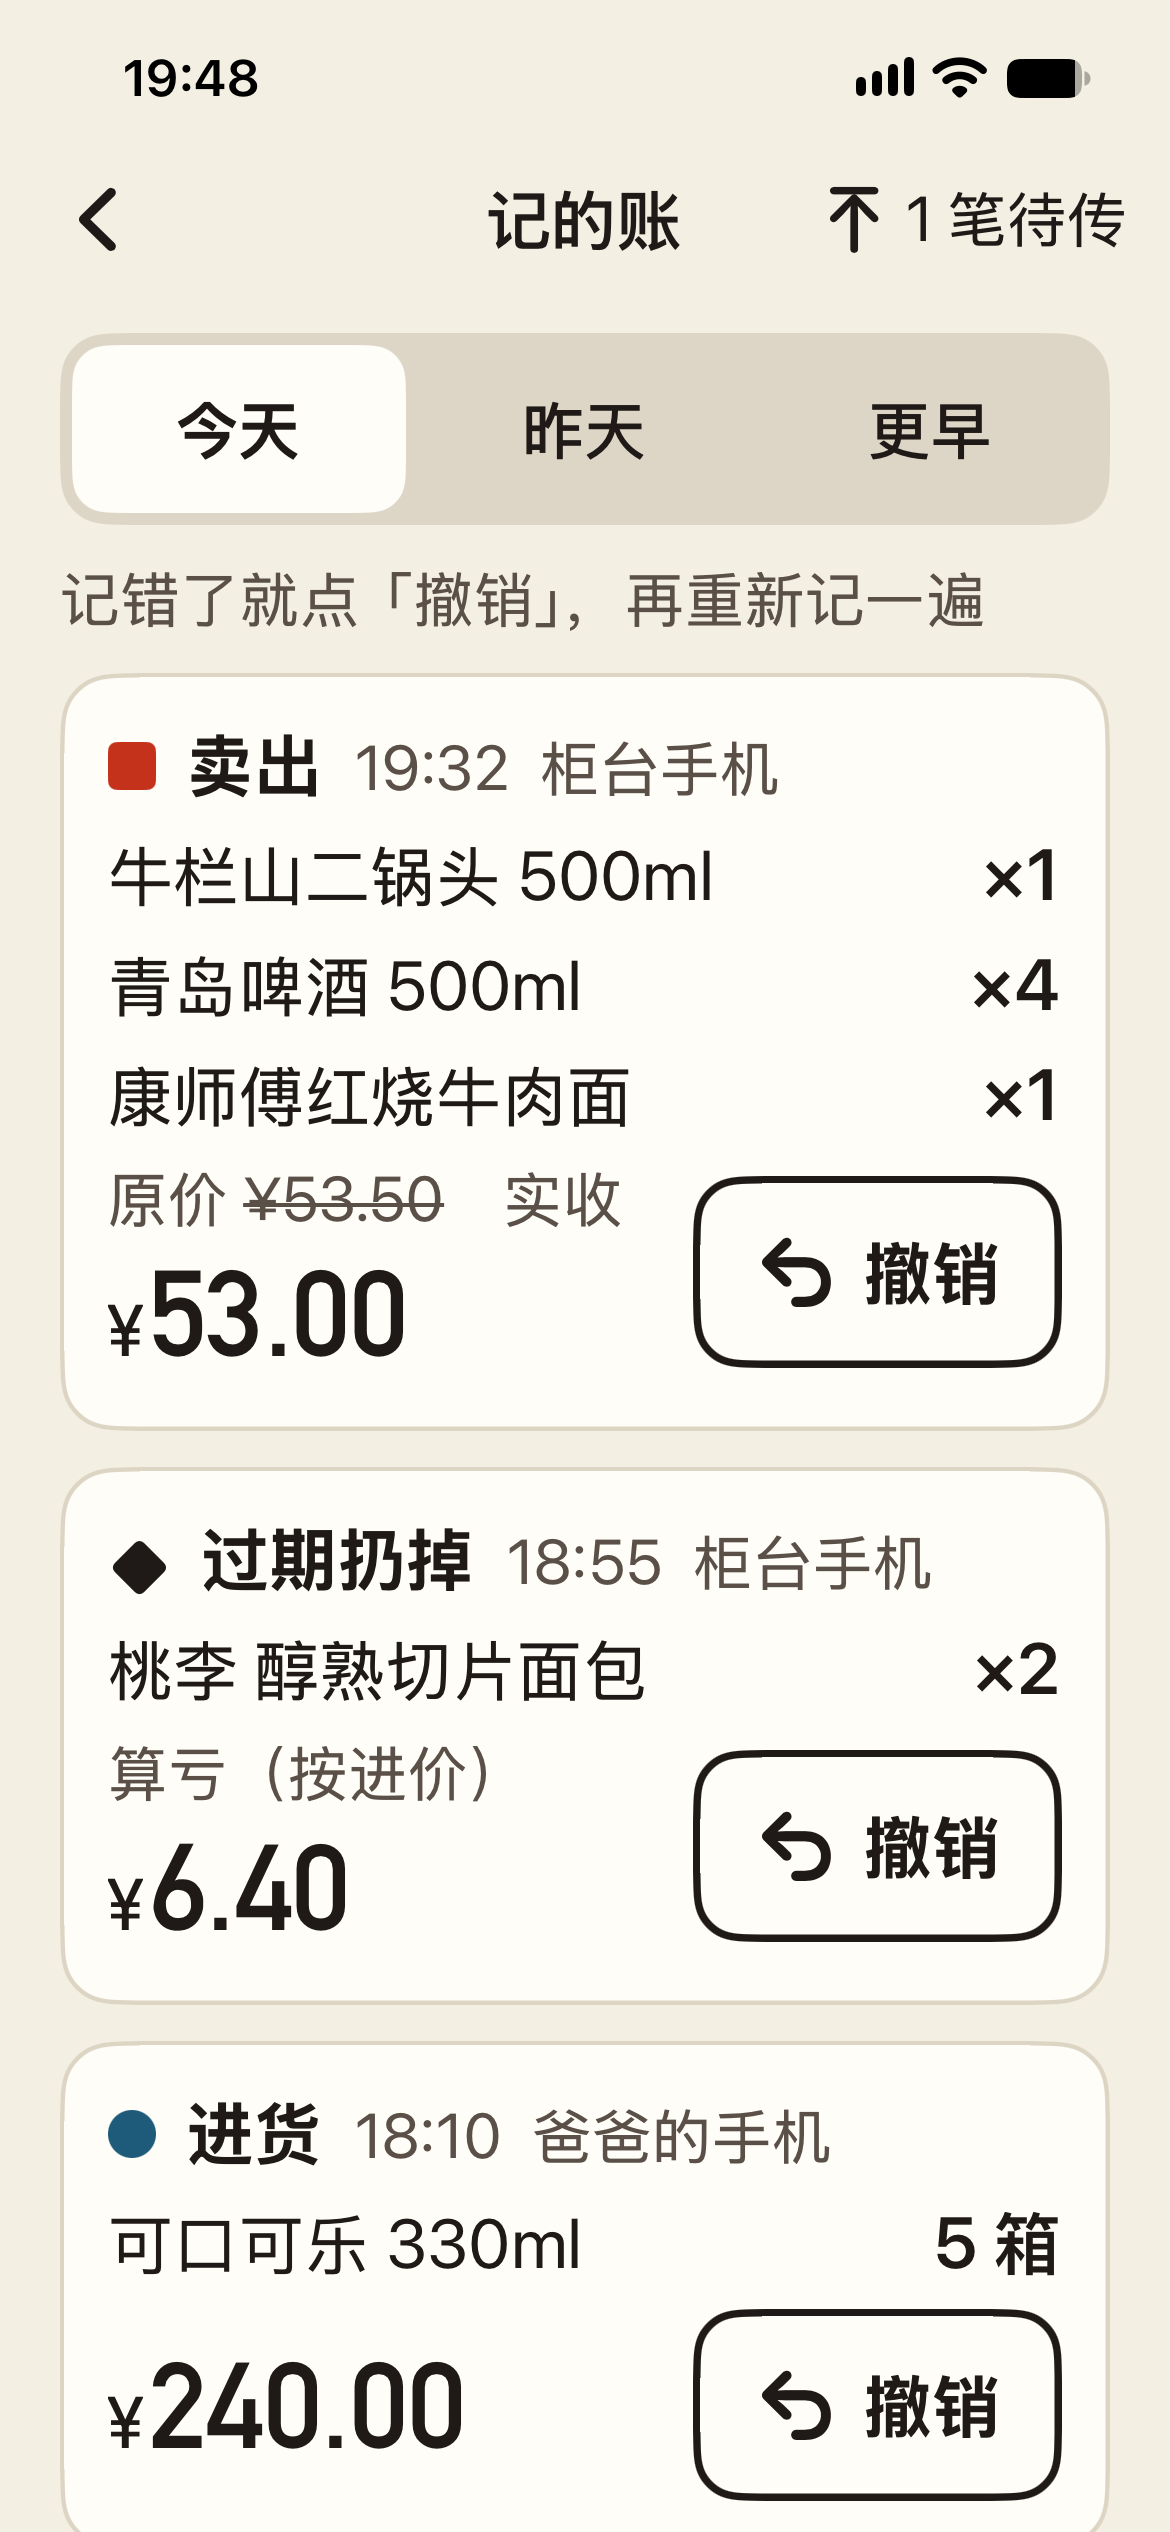 19:48
记的账
1 笔待传
今天 昨天 更早
记错了就点「撤销」，再重新记一遍
卖出 19:32 柜台手机
牛栏山二锅头 500ml ×1
青岛啤酒 500ml ×4
康师傅红烧牛肉面 ×1
原价 ¥53.50 实收
¥53.00
撤销
过期扔掉 18:55 柜台手机
桃李 醇熟切片面包 ×2
算亏（按进价）
¥6.40
撤销
进货 18:10 爸爸的手机
可口可乐 330ml 5 箱
¥240.00
撤销